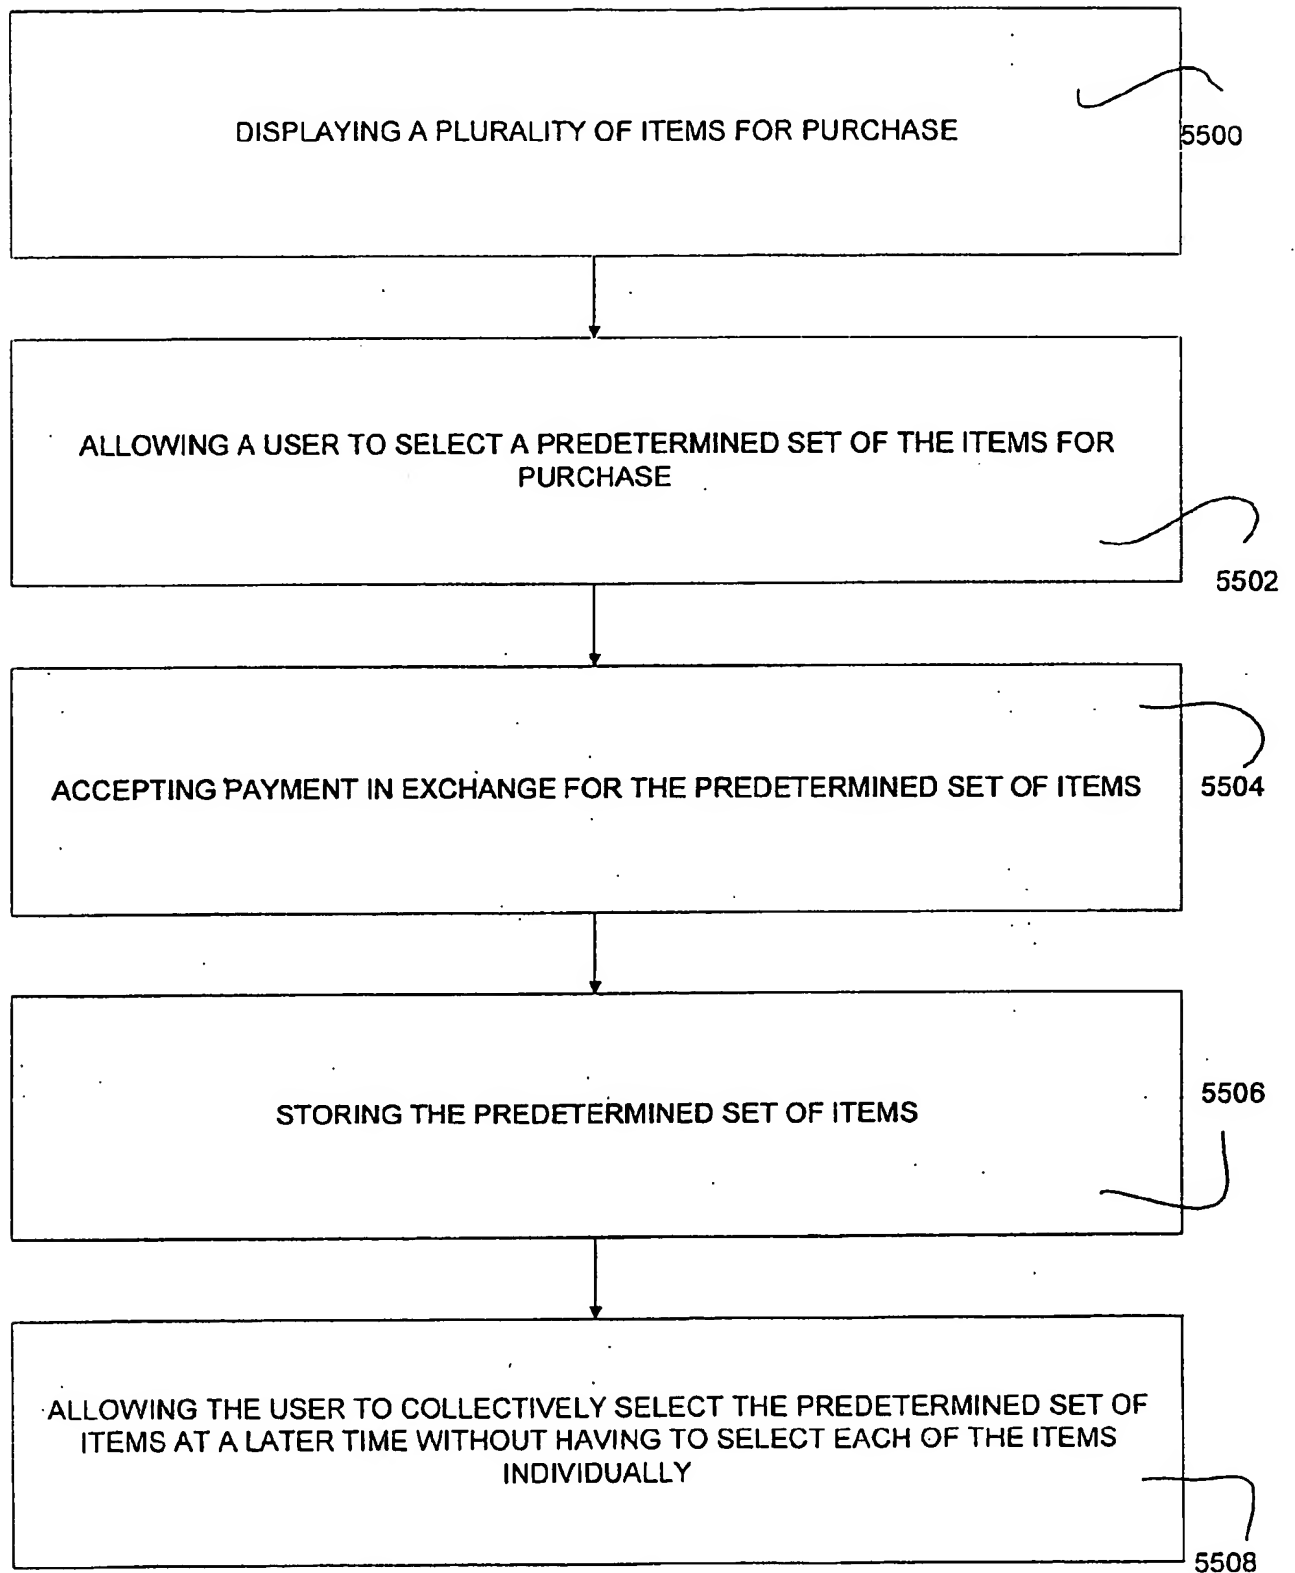 DISPLAYING A PLURALITY OF ITEMS FOR PURCHASE
5500
ALLOWING A USER TO SELECT A PREDETERMINED SET OF THE ITEMS FOR
PURCHASE
5502
ACCEPTING PAYMENT IN EXCHANGE FOR THE PREDETERMINED SET OF ITEMS
5504
STORING THE PREDETERMINED SET OF ITEMS
5506
ALLOWING THE USER TO COLLECTIVELY SELECT THE PREDETERMINED SET OF
ITEMS AT A LATER TIME WITHOUT HAVING TO SELECT EACH OF THE ITEMS
INDIVIDUALLY
5508